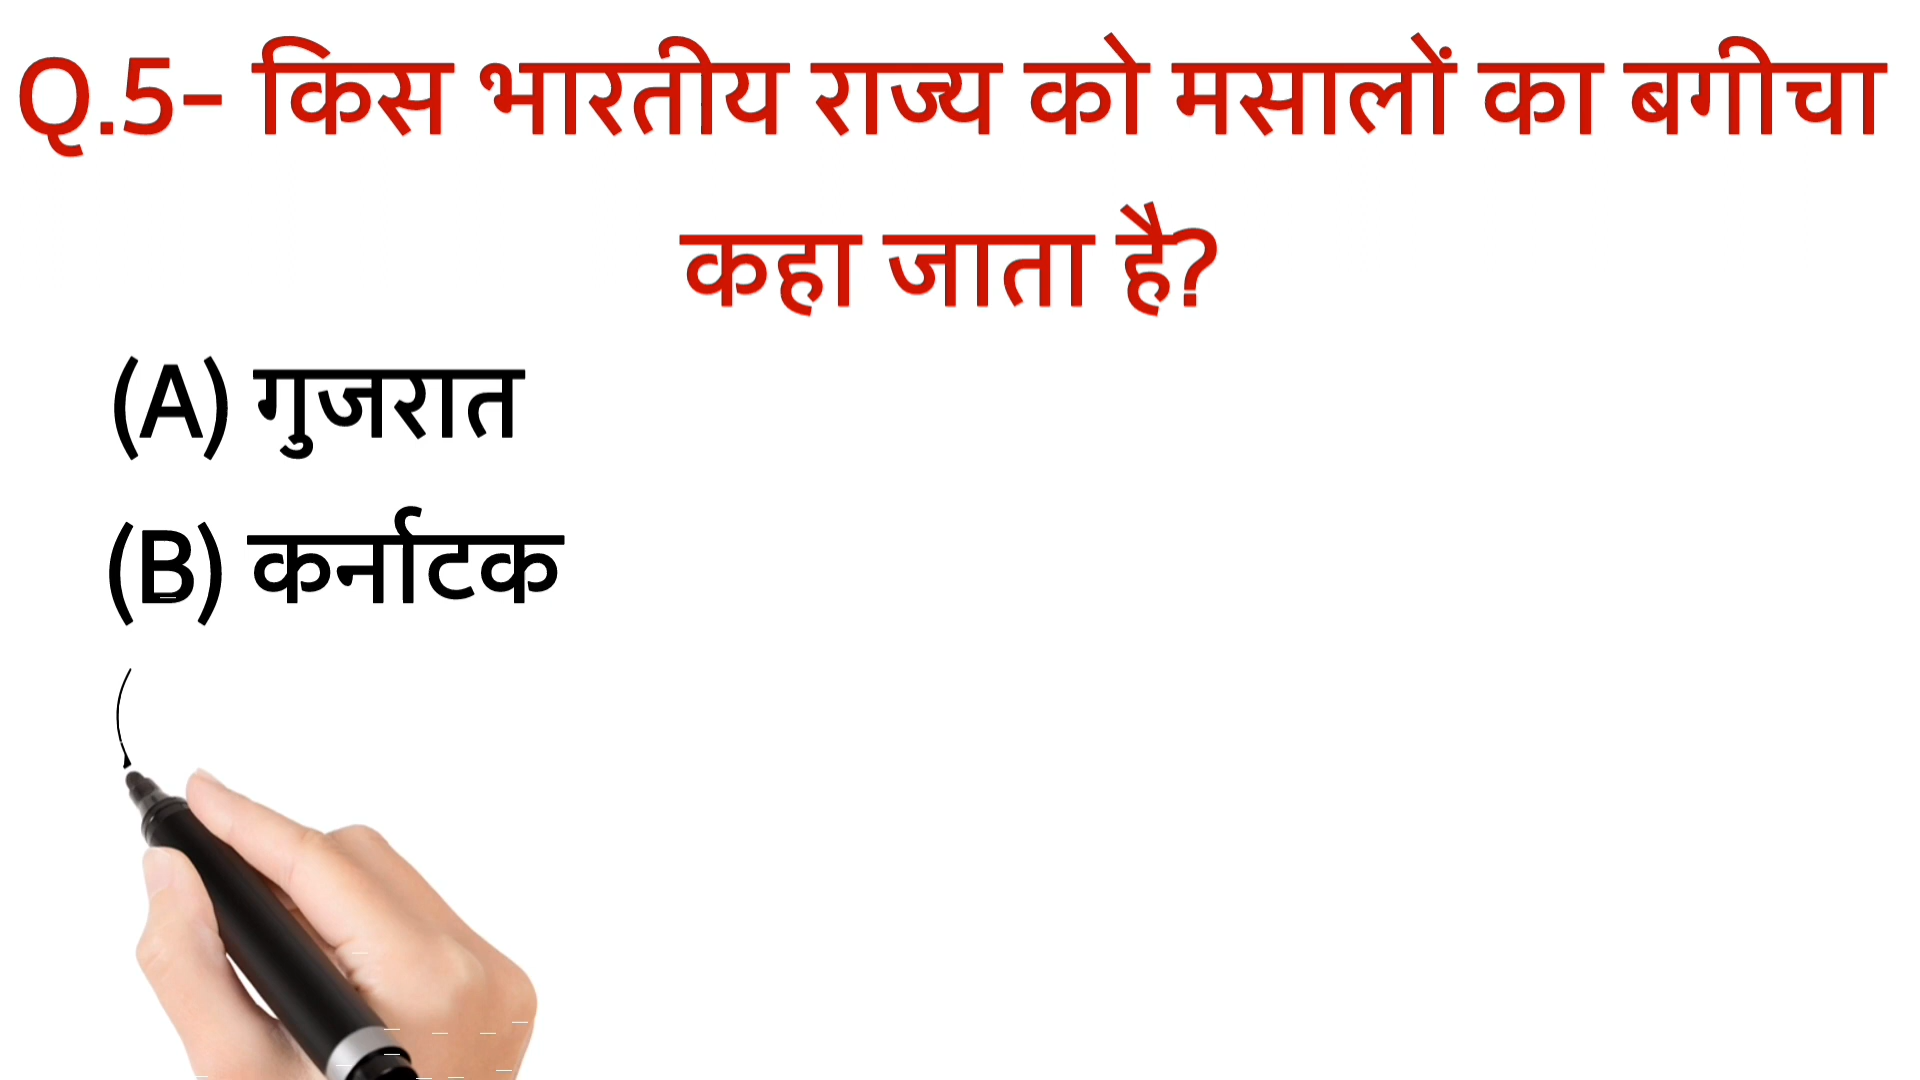 Q.5- किस भारतीय राज्य को मसालों का बगीचा
कहा जाता है?
(A) गुजरात
(B) कर्नाटक
(